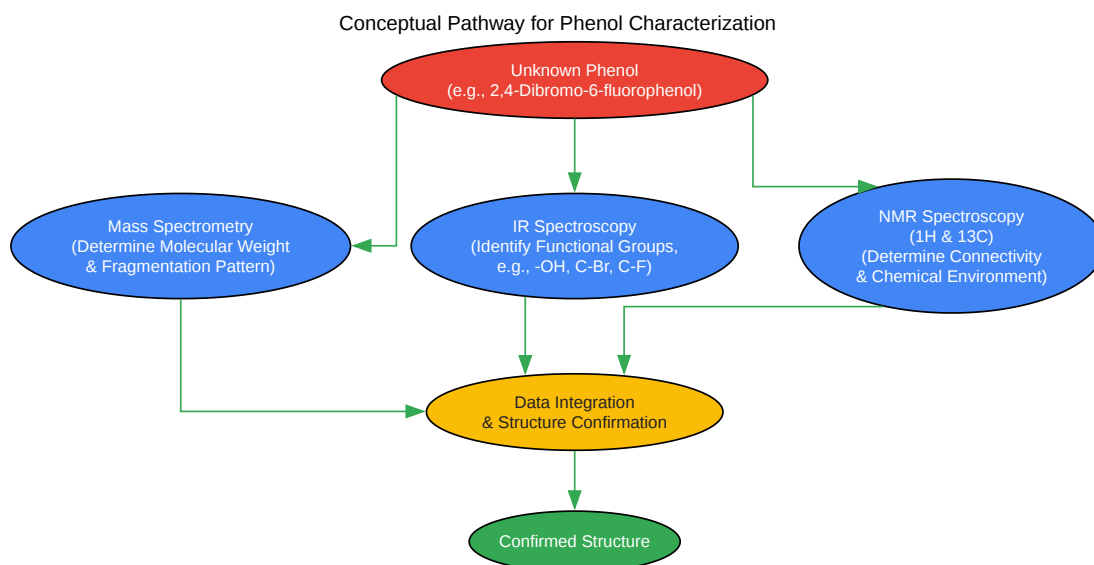 Conceptual Pathway for Phenol Characterization
Unknown Phenol
(e.g., 2,4-Dibromo-6-fluorophenol)
Mass Spectrometry
(Determine Molecular Weight
& Fragmentation Pattern)
IR Spectroscopy
(Identify Functional Groups,
e.g., -OH, C-Br, C-F)
NMR Spectroscopy
(1H & 13C)
(Determine Connectivity
& Chemical Environment)
Data Integration
& Structure Confirmation
Confirmed Structure